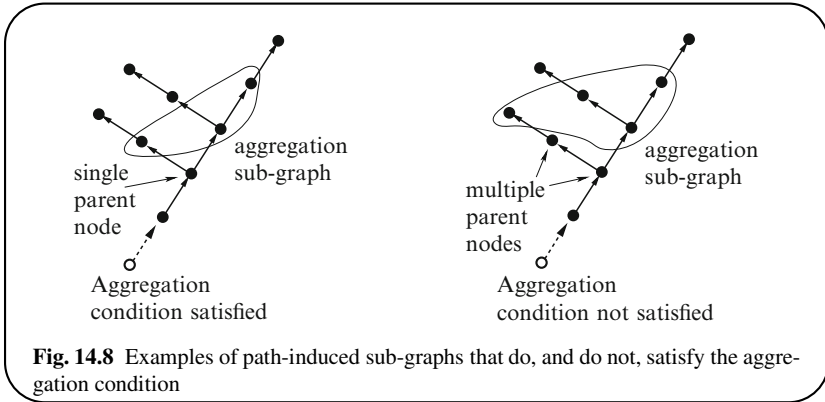 aggregation
sub-graph
single
parent
node
Aggregation
condition satisfied
aggregation
sub-graph
multiple
parent
nodes
Aggregation
condition not satisfied
Fig. 14.8 Examples of path-induced sub-graphs that do, and do not, satisfy the aggre-
gation condition